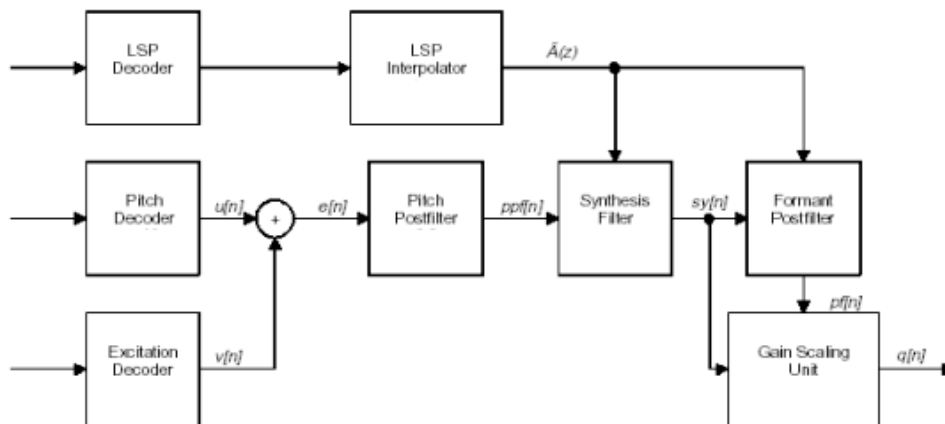 LSP
Decoder
LSP
Interpolator
Ã(z)
Pitch
Decoder
u[n]
+
e[n]
Pitch
Postfilter
ppf[n]
Synthesis
Filter
sy[n]
Formant
Postfilter
pf[n]
Excitation
Decoder
v[n]
Gain Scaling
Unit
q[n]